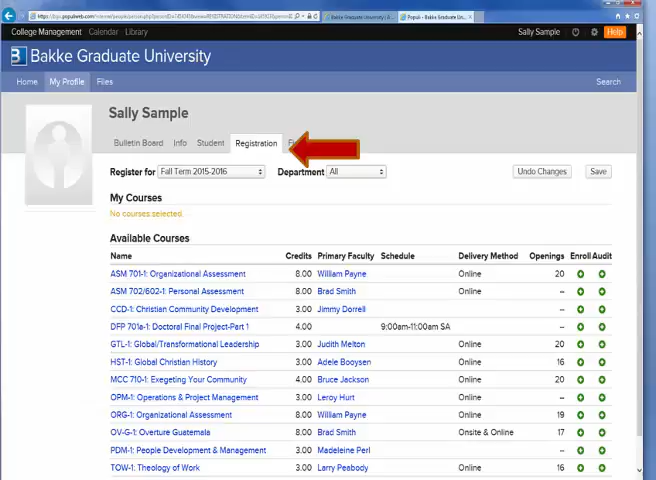 Populi - Bakke Graduate Un...
College Management Calendar Library Sally Sample Help
Bakke Graduate University
Home My Profile Files Search
Sally Sample
Bulletin Board Info Student Registration
Register for Fall Term 2015-2016 Department All Undo Changes Save
My Courses
No courses selected.
Available Courses
Name Credits Primary Faculty Schedule Delivery Method Openings Enroll Audit
ASM 701-1: Organizational Assessment 8.00 William Payne Online 20
ASM 702/602-1: Personal Assessment 8.00 Brad Smith Online --
CCD-1: Christian Community Development 3.00 Jimmy Dorrell --
DFP 701a-1: Doctoral Final Project-Part 1 4.00 9:00am-11:00am SA --
GTL-1: Global/Transformational Leadership 3.00 Judith Melton Online 20
HST-1: Global Christian History 3.00 Adele Booysen Online 16
MCC 710-1: Exegeting Your Community 4.00 Bruce Jackson Online 20
OPM-1: Operations & Project Management 3.00 Leroy Hurt Online --
ORG-1: Organizational Assessment 8.00 William Payne Online 19
OV-G-1: Overture Guatemala 8.00 Brad Smith Onsite & Online 17
PDM-1: People Development & Management 3.00 Madeleine Perl --
TOW-1: Theology of Work 3.00 Larry Peabody Online 16